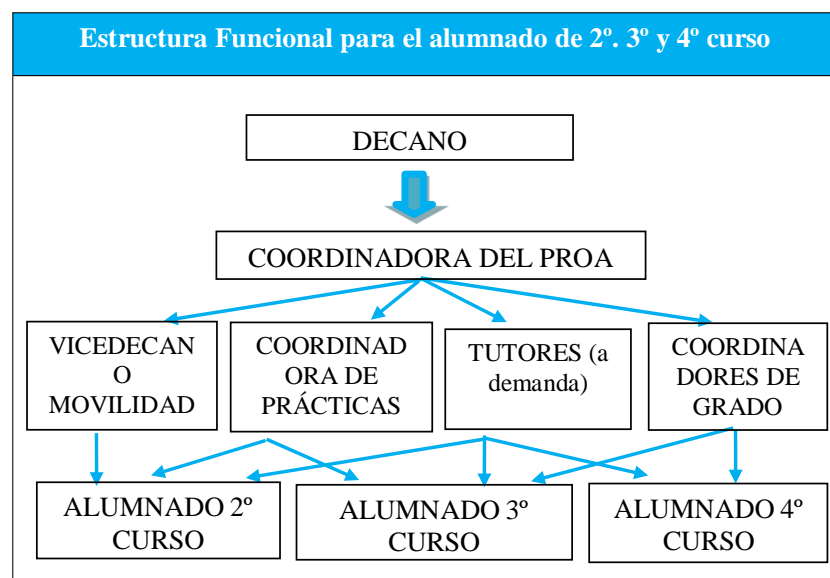 Estructura Funcional para el alumnado de 2º. 3º y 4º curso
DECANO
COORDINADORA DEL PROA
VICEDECAN
O
MOVILIDAD
COORDINAD
ORA DE
PRÁCTICAS
TUTORES (a
demanda)
COORDINA
DORES DE
GRADO
ALUMNADO 2º
CURSO
ALUMNADO 3º
CURSO
ALUMNADO 4º
CURSO